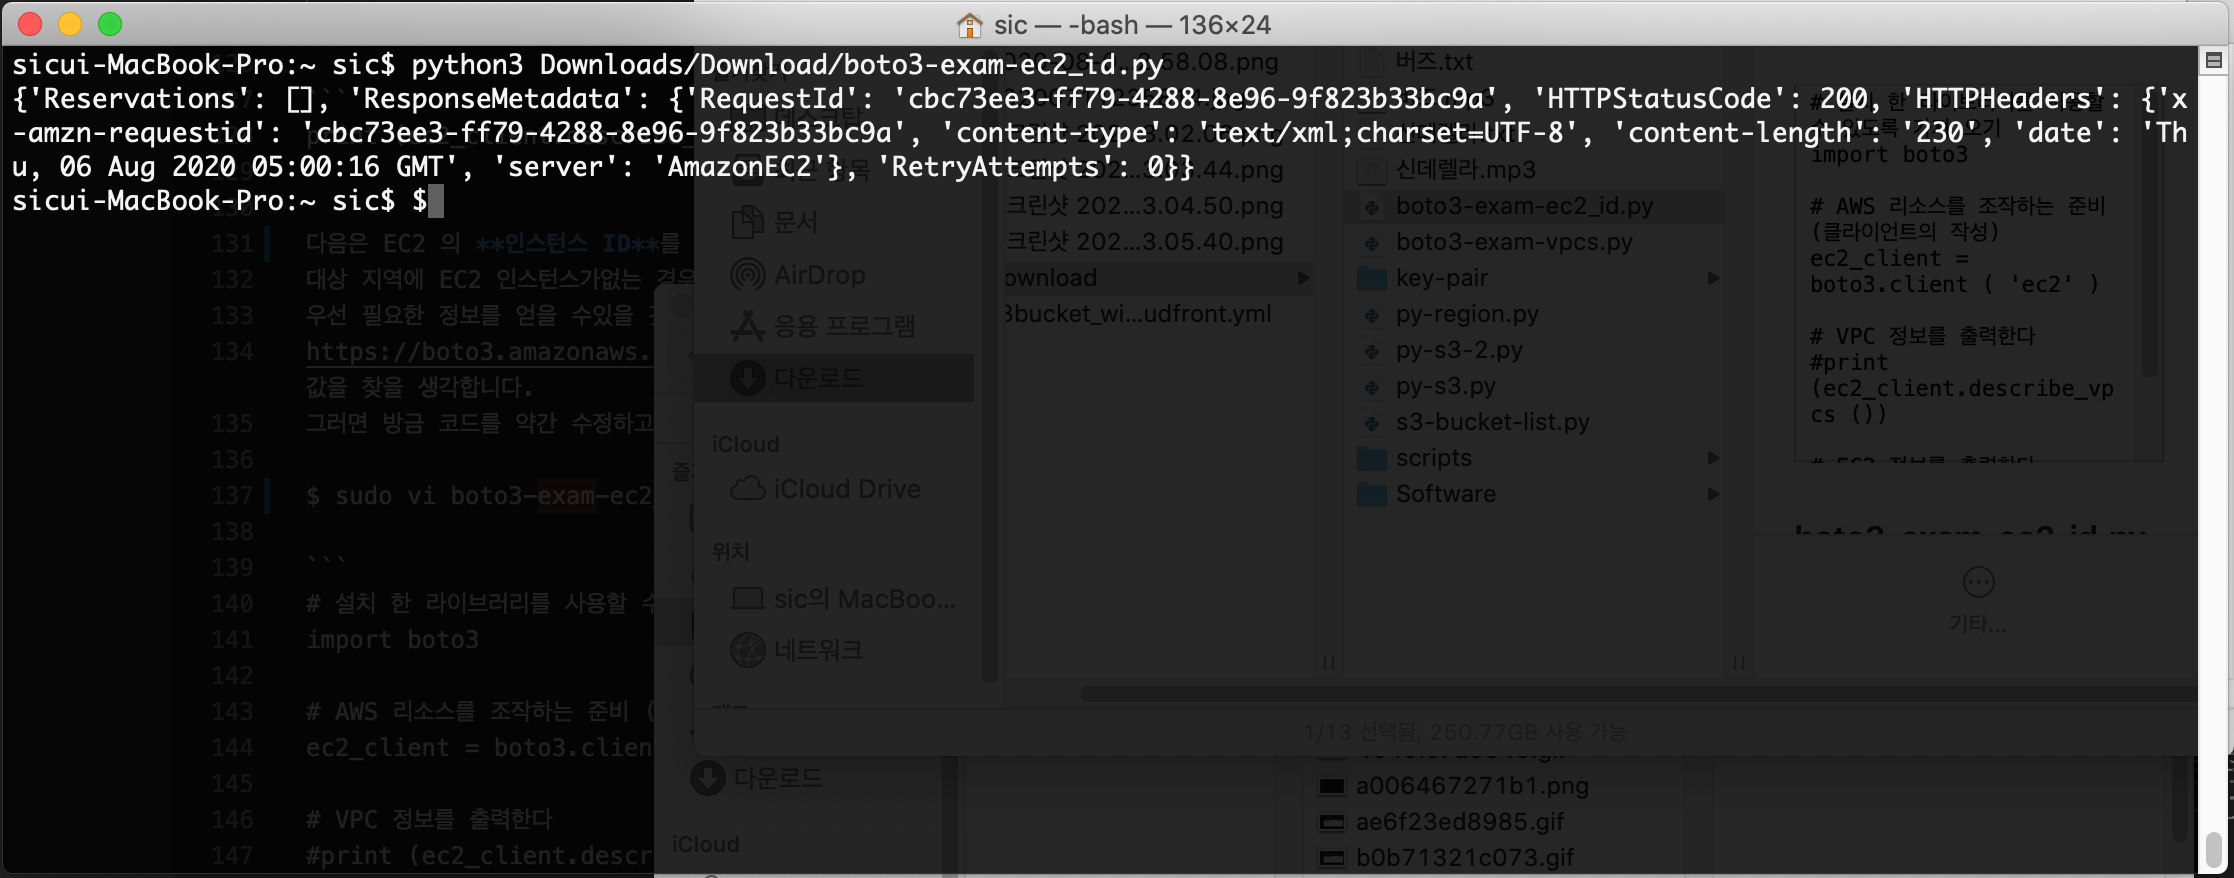 sic — -bash — 136×24
sicui-MacBook-Pro:~ sic$ python3 Downloads/Download/boto3-exam-ec2_id.py
{'Reservations': [], 'ResponseMetadata': {'RequestId': 'cbc73ee3-ff79-4288-8e96-9f823b33bc9a', 'HTTPStatusCode': 200, 'HTTPHeaders': {'x
-amzn-requestid': 'cbc73ee3-ff79-4288-8e96-9f823b33bc9a', 'content-type': 'text/xml;charset=UTF-8', 'content-length': '230', 'date': 'Th
u, 06 Aug 2020 05:00:16 GMT', 'server': 'AmazonEC2'}, 'RetryAttempts': 0}}
sicui-MacBook-Pro:~ sic$ $
131 다음은 EC2 의 **인스턴스 ID**를
132 대상 지역에 EC2 인스턴스가없는
133 우선 필요한 정보를 얻을 수있을
134 https://boto3.amazonaws.
값을 찾을 생각합니다.
135 그러면 방금 코드를 약간 수정하고
136
137 $ sudo vi boto3-exam-ec2
138
139 ```
140 # 설치 한 라이브러리를 사용할
141 import boto3
142
143 # AWS 리소스를 조작하는 준비 (
144 ec2_client = boto3.clien
145
146 # VPC 정보를 출력한다
147 #print (ec2_client.descr
문서
AirDrop
응용 프로그램
다운로드
iCloud
iCloud Drive
위치
sic의 MacBoo...
네트워크
58.08.png
크린샷 202...3.04.50.png
크린샷 202...3.05.40.png
ownload
3bucket_wi...udfront.yml
버즈.txt
신데렐라.mp3
boto3-exam-ec2_id.py
boto3-exam-vpcs.py
key-pair
py-region.py
py-s3-2.py
py-s3.py
s3-bucket-list.py
scripts
Software
import boto3
# AWS 리소스를 조작하는 준비
(클라이언트의 작성)
ec2_client =
boto3.client ( 'ec2' )
# VPC 정보를 출력한다
#print
(ec2_client.describe_vp
cs ())
# EC2 정보를 출력한다
boto3-exam-ec2_id.py
기타...
1/13 선택됨, 250.77GB 사용 가능
다운로드
iCloud
a006467271b1.png
ae6f23ed8985.gif
b0b71321c073.gif